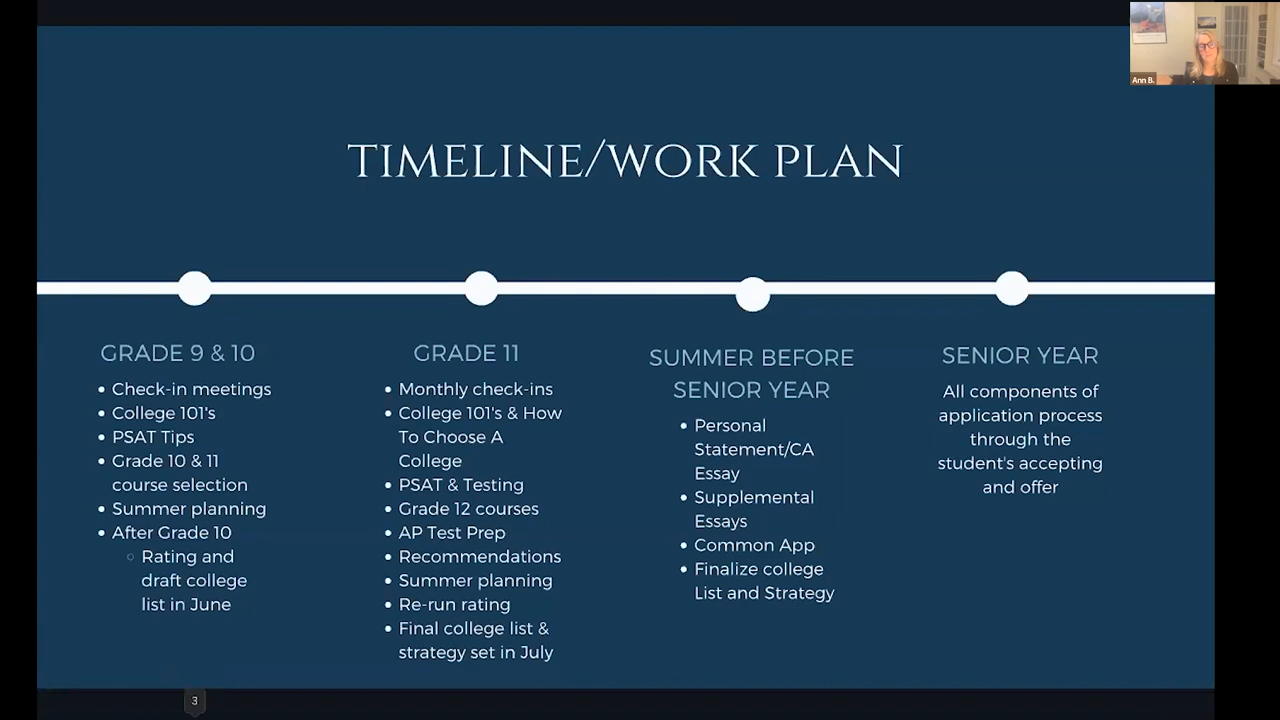 Ann B.
TIMELINE/WORK PLAN
GRADE 9 & 10
Check-in meetings
College 101's
PSAT Tips
Grade 10 & 11
course selection
Summer planning
After Grade 10
Rating and
draft college
list in June
GRADE 11
Monthly check-ins
College 101's & How
To Choose A
College
PSAT & Testing
Grade 12 courses
AP Test Prep
Recommendations
Summer planning
Re-run rating
Final college list &
strategy set in July
SUMMER BEFORE
SENIOR YEAR
Personal
Statement/CA
Essay
Supplemental
Essays
Common App
Finalize college
List and Strategy
SENIOR YEAR
All components of
application process
through the
student's accepting
and offer
3